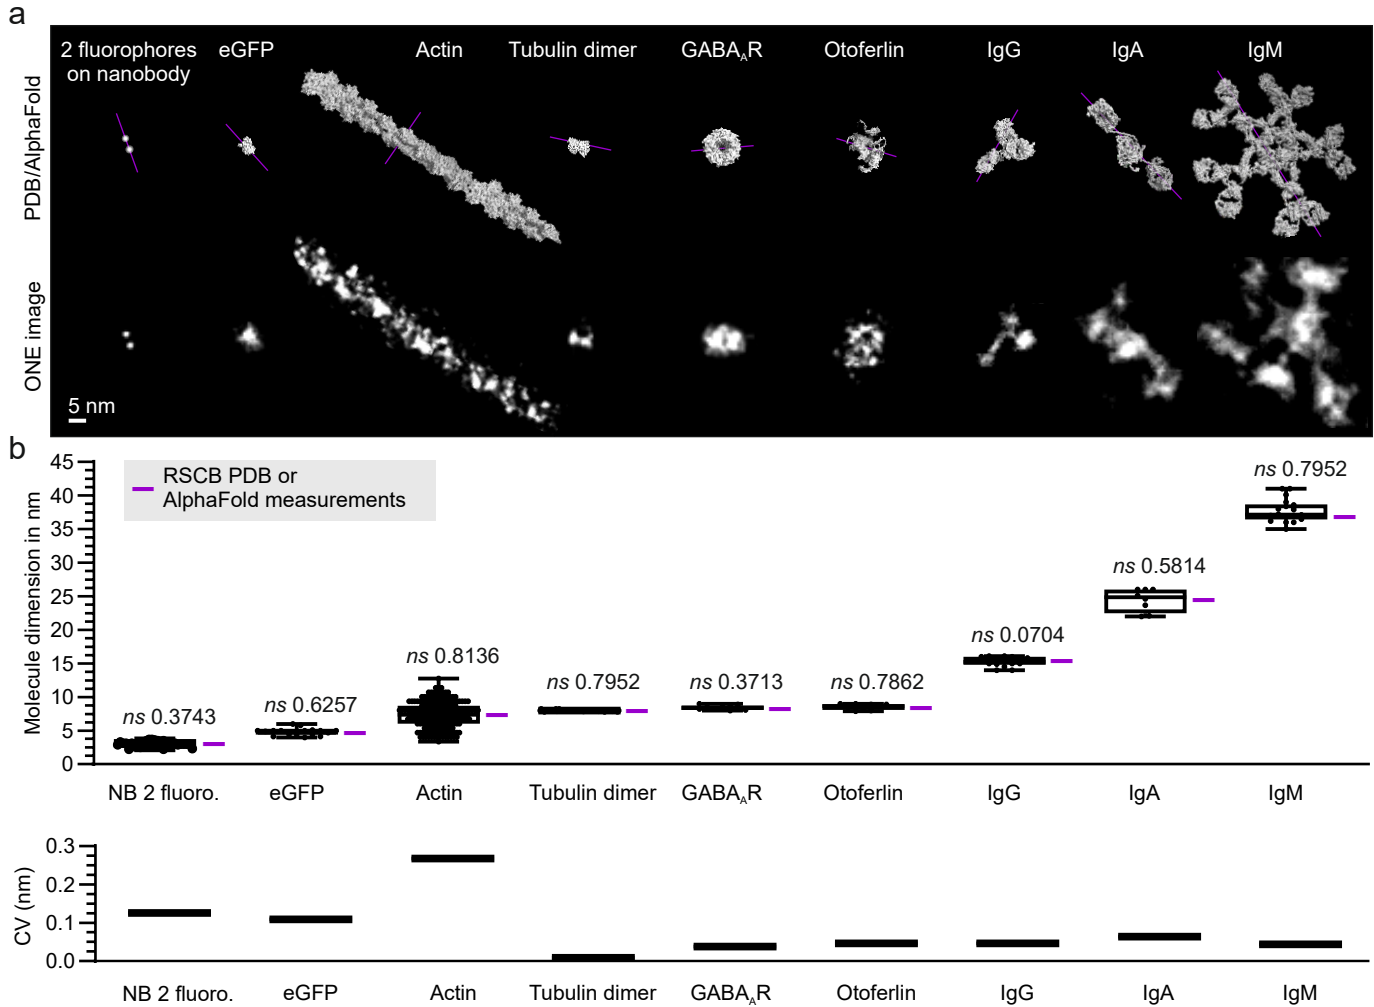 a
2 fluorophores
on nanobody
eGFP
Actin
Tubulin dimer
GABA_AR
Otoferlin
IgG
IgA
IgM
PDB/AlphaFold
ONE image
5 nm
b
45
40
35
30
25
20
15
10
5
0
Molecule dimension in nm
RSCB PDB or
AlphaFold measurements
ns 0.3743
ns 0.6257
ns 0.8136
ns 0.7952
ns 0.3713
ns 0.7862
ns 0.0704
ns 0.5814
ns 0.7952
NB 2 fluoro.
eGFP
Actin
Tubulin dimer
GABA_AR
Otoferlin
IgG
IgA
IgM
0.3
0.2
0.1
0.0
CV (nm)
NB 2 fluoro.
eGFP
Actin
Tubulin dimer
GABA_AR
Otoferlin
IgG
IgA
IgM